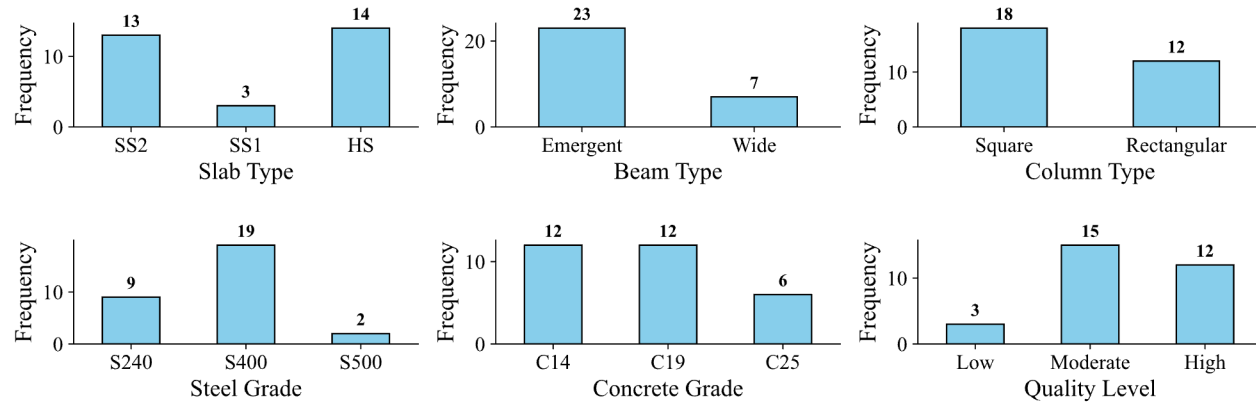 Frequency
10
0
13
3
14
SS2 SS1 HS
Slab Type
Frequency
20
0
23
7
Emergent Wide
Beam Type
Frequency
10
0
18
12
Square Rectangular
Column Type
Frequency
10
0
9
19
2
S240 S400 S500
Steel Grade
Frequency
10
0
12
12
6
C14 C19 C25
Concrete Grade
Frequency
10
0
3
15
12
Low Moderate High
Quality Level